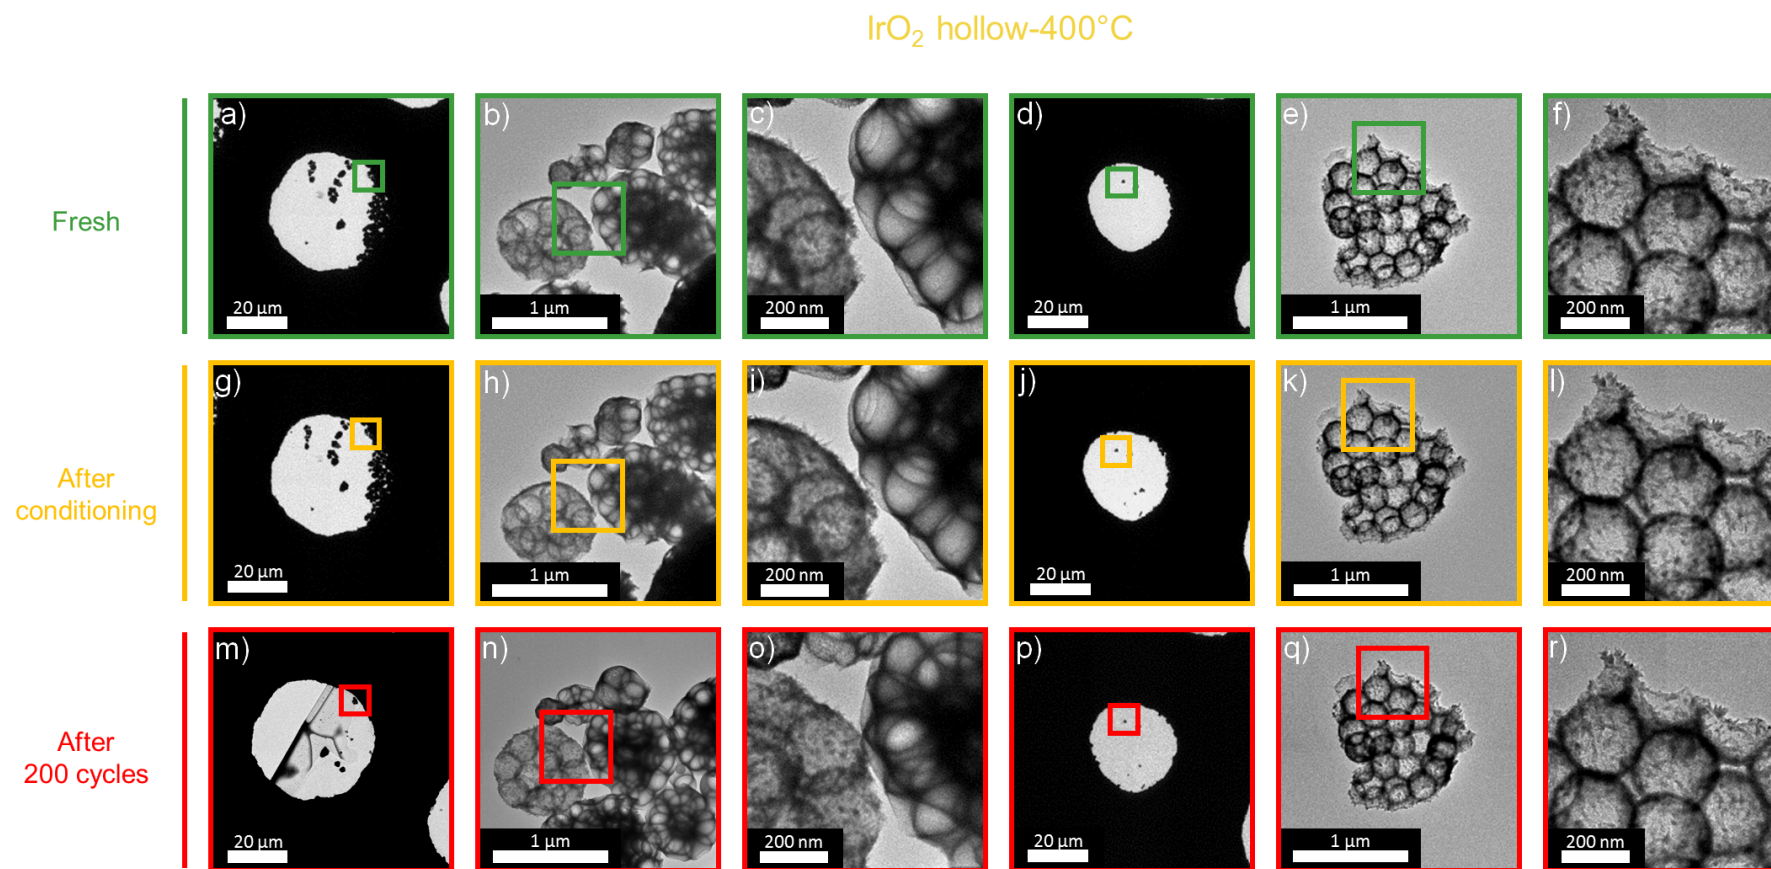 IrO₂ hollow-400°C
Fresh
a)
20 µm
b)
1 µm
c)
200 nm
d)
20 µm
e)
1 µm
f)
200 nm
After
conditioning
g)
20 µm
h)
1 µm
i)
200 nm
j)
20 µm
k)
1 µm
l)
200 nm
After
200 cycles
m)
20 µm
n)
1 µm
o)
200 nm
p)
20 µm
q)
1 µm
r)
200 nm